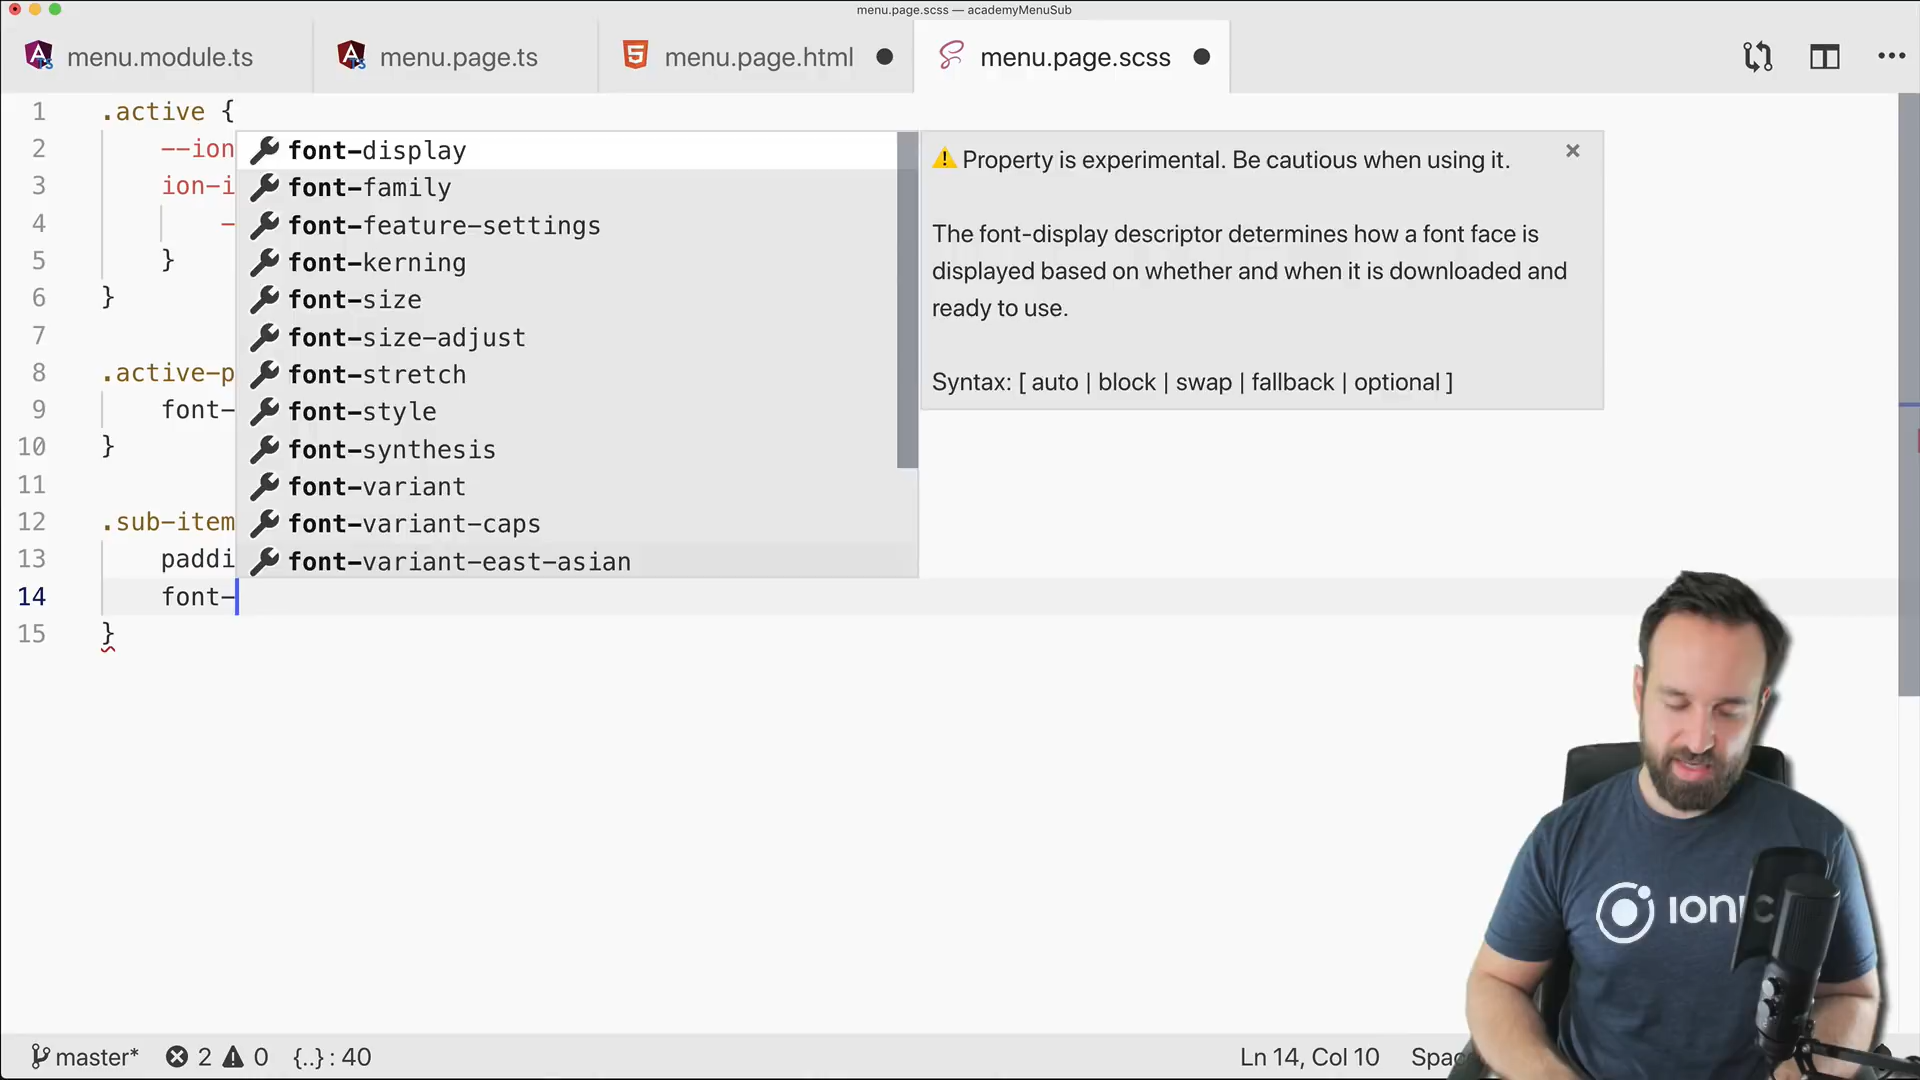 menu.page.scss — academyMenuSub
menu.module.ts
menu.page.ts
menu.page.html
menu.page.scss
1 .active {
2 --ion
3 ion-i
4 -
5 }
6 }
7
8 .active-p
9 font-
10 }
11
12 .sub-item
13 paddi
14 font-
15 }
font-display
font-family
font-feature-settings
font-kerning
font-size
font-size-adjust
font-stretch
font-style
font-synthesis
font-variant
font-variant-caps
font-variant-east-asian
Property is experimental. Be cautious when using it.
The font-display descriptor determines how a font face is
displayed based on whether and when it is downloaded and
ready to use.
Syntax: [ auto | block | swap | fallback | optional ]
IONIC
master* 2 0 {..} : 40
Ln 14, Col 10